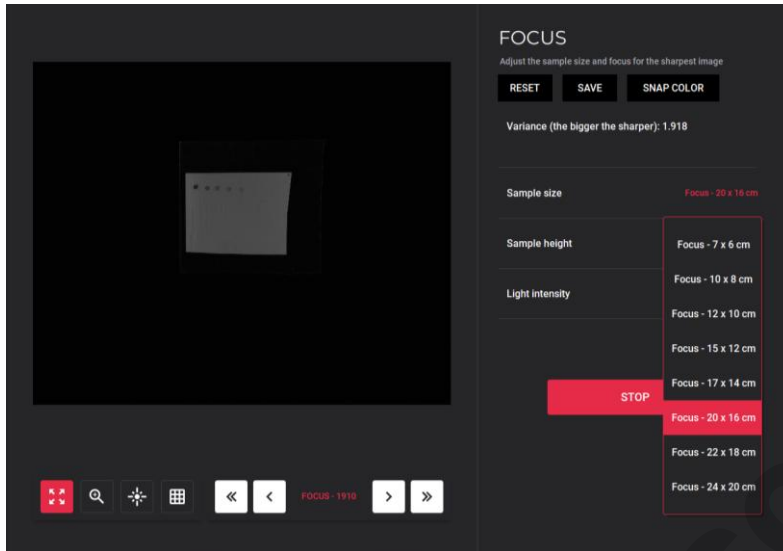 FOCUS
Adjust the sample size and focus for the sharpest image
RESET SAVE SNAP COLOR
Variance (the bigger the sharper): 1.918
Sample size Focus - 20 x 16 cm
Sample height
Light intensity
Focus - 7 x 6 cm
Focus - 10 x 8 cm
Focus - 12 x 10 cm
Focus - 15 x 12 cm
Focus - 17 x 14 cm
Focus - 20 x 16 cm
Focus - 22 x 18 cm
Focus - 24 x 20 cm
STOP
FOCUS - 1910